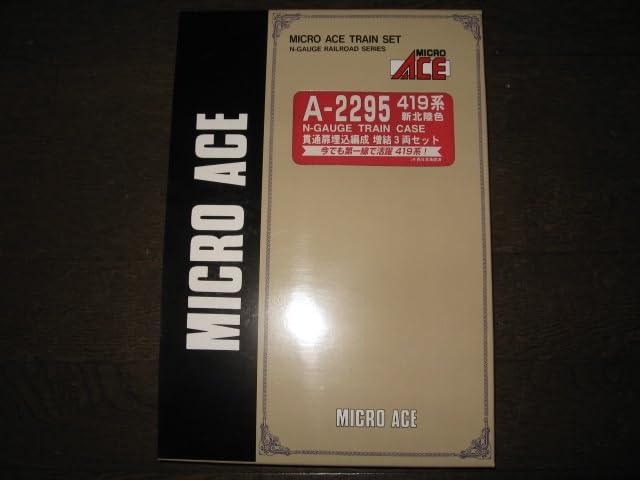 MICRO ACE
MICRO ACE TRAIN SET
N-GAUGE RAILROAD SERIES
MICRO
ACE
A-2295 419系
新北陸色
N-GAUGE TRAIN CASE
貫通扉埋込編成 増結3両セット
今でも第一線で活躍 419系!
MICRO ACE